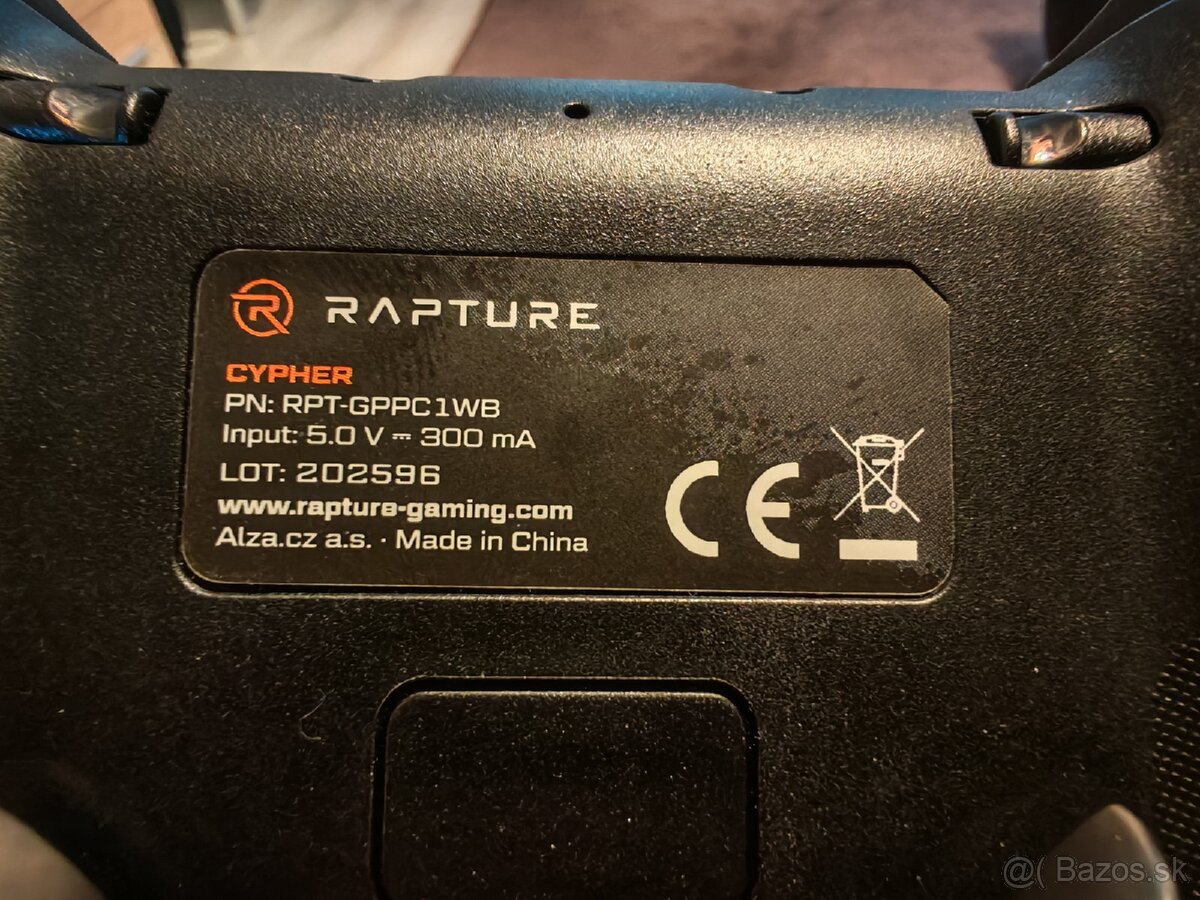 RAPTURE
CYPHER
PN: RPT-GPPC1WB
Input: 5.0 V ⎓ 300 mA
LOT: 202596
www.rapture-gaming.com
Alza.cz a.s. · Made in China
CE
@( Bazos.sk